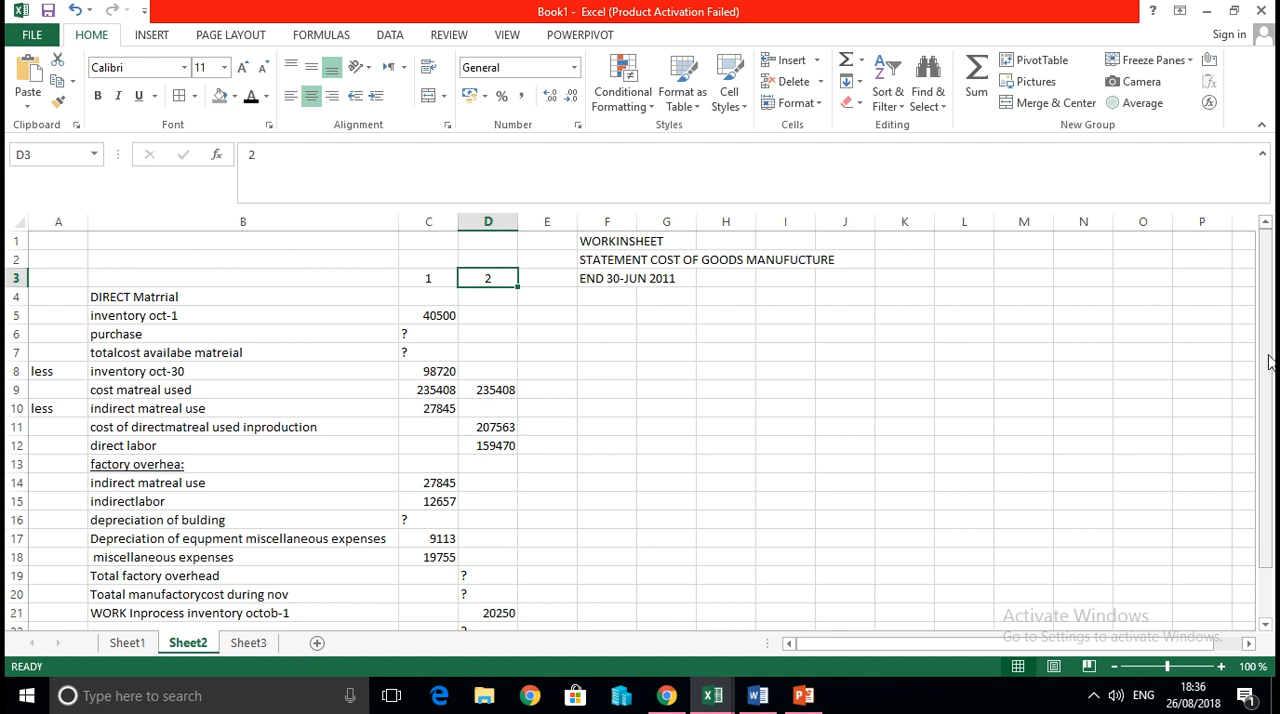 Book1 - Excel (Product Activation Failed)
FILE HOME INSERT PAGE LAYOUT FORMULAS DATA REVIEW VIEW POWERPIVOT Sign in
Paste
Calibri 11
B I U
General
%
Conditional Formatting
Format as Table
Cell Styles
Insert
Delete
Format
Sort & Filter
Find & Select
Sum
PivotTable
Pictures
Merge & Center
Freeze Panes
Camera
Average
Clipboard Font Alignment Number Styles Cells Editing New Group
D3 fx 2
A B C D E F G H I J K L M N O P
1 WORKINSHEET
2 STATEMENT COST OF GOODS MANUFUCTURE
3 1 2 END 30-JUN 2011
4 DIRECT Matrrial
5 inventory oct-1 40500
6 purchase ?
7 totalcost availabe matreial ?
8 less inventory oct-30 98720
9 cost matreal used 235408 235408
10 less indirect matreal use 27845
11 cost of directmatreal used inproduction 207563
12 direct labor 159470
13 factory overhea:
14 indirect matreal use 27845
15 indirectlabor 12657
16 depreciation of bulding ?
17 Depreciation of equpment miscellaneous expenses 9113
18 miscellaneous expenses 19755
19 Total factory overhead ?
20 Toatal manufactorycost during nov ?
21 WORK Inprocess inventory octob-1 20250
Activate Windows
Go to Settings to activate Windows.
Sheet1 Sheet2 Sheet3
READY 100 %
Type here to search
ENG
18:36
26/08/2018